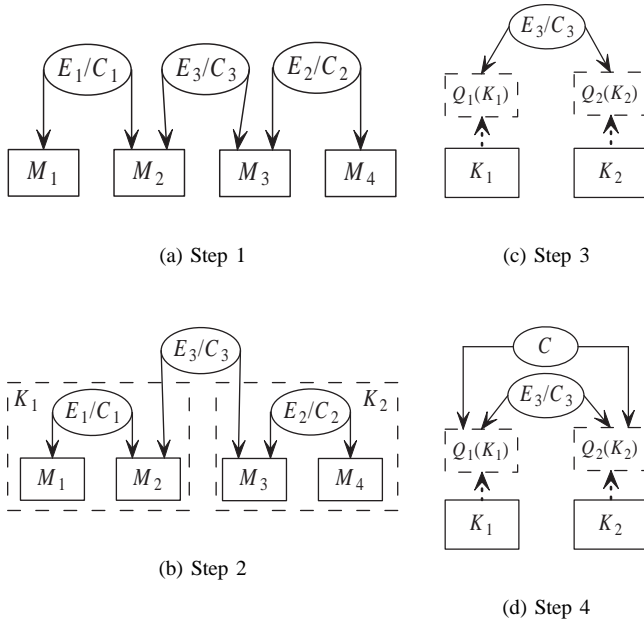 E₁/C₁ E₃/C₃ E₂/C₂
M₁ M₂ M₃ M₄
(a) Step 1
E₃/C₃
Q₁(K₁) Q₂(K₂)
K₁ K₂
(c) Step 3
E₃/C₃
K₁ E₁/C₁ E₂/C₂ K₂
M₁ M₂ M₃ M₄
(b) Step 2
C
E₃/C₃
Q₁(K₁) Q₂(K₂)
K₁ K₂
(d) Step 4